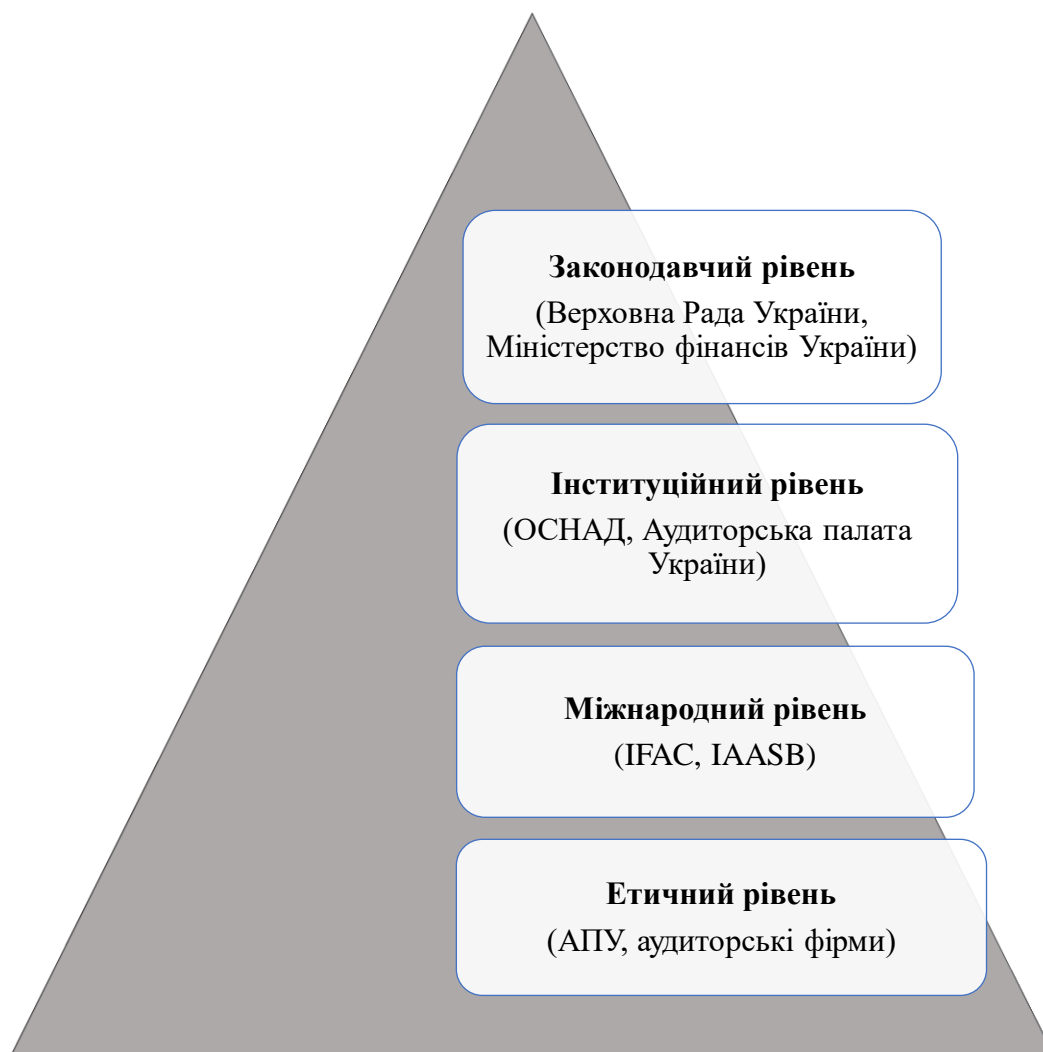 Законодавчий рівень
(Верховна Рада України,
Міністерство фінансів України)
Інституційний рівень
(ОСНАД, Аудиторська палата
України)
Міжнародний рівень
(IFAC, IAASB)
Етичний рівень
(АПУ, аудиторські фірми)